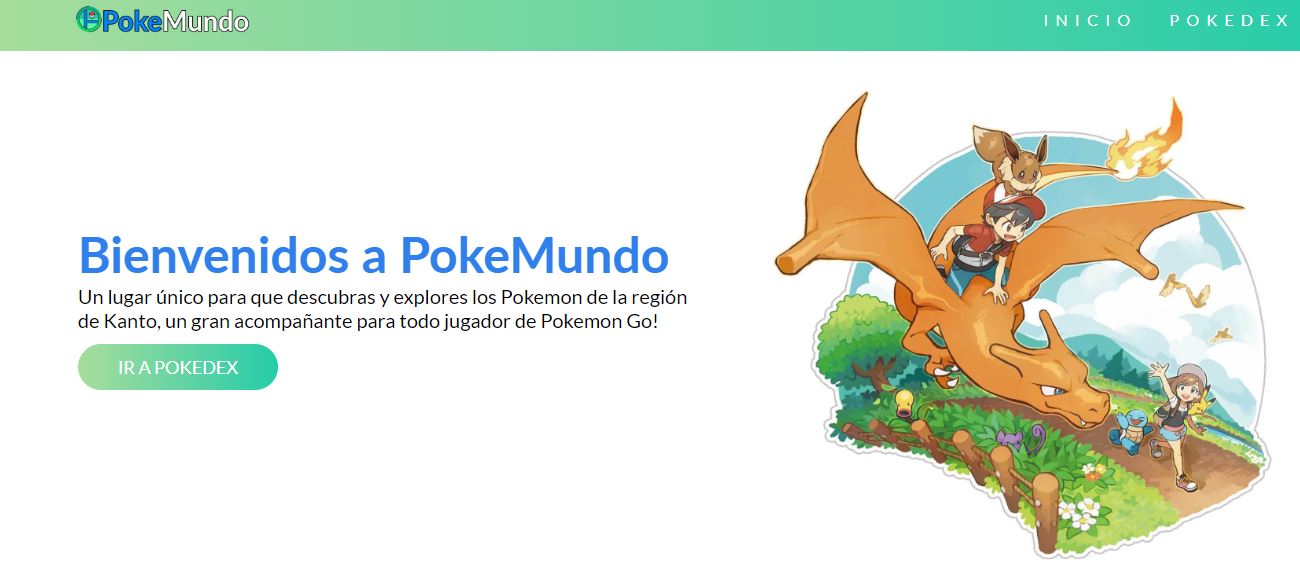 PokeMundo
INICIO POKEDEX
Bienvenidos a PokeMundo
Un lugar único para que descubras y explores los Pokemon de la región
de Kanto, un gran acompañante para todo jugador de Pokemon Go!
IR A POKEDEX